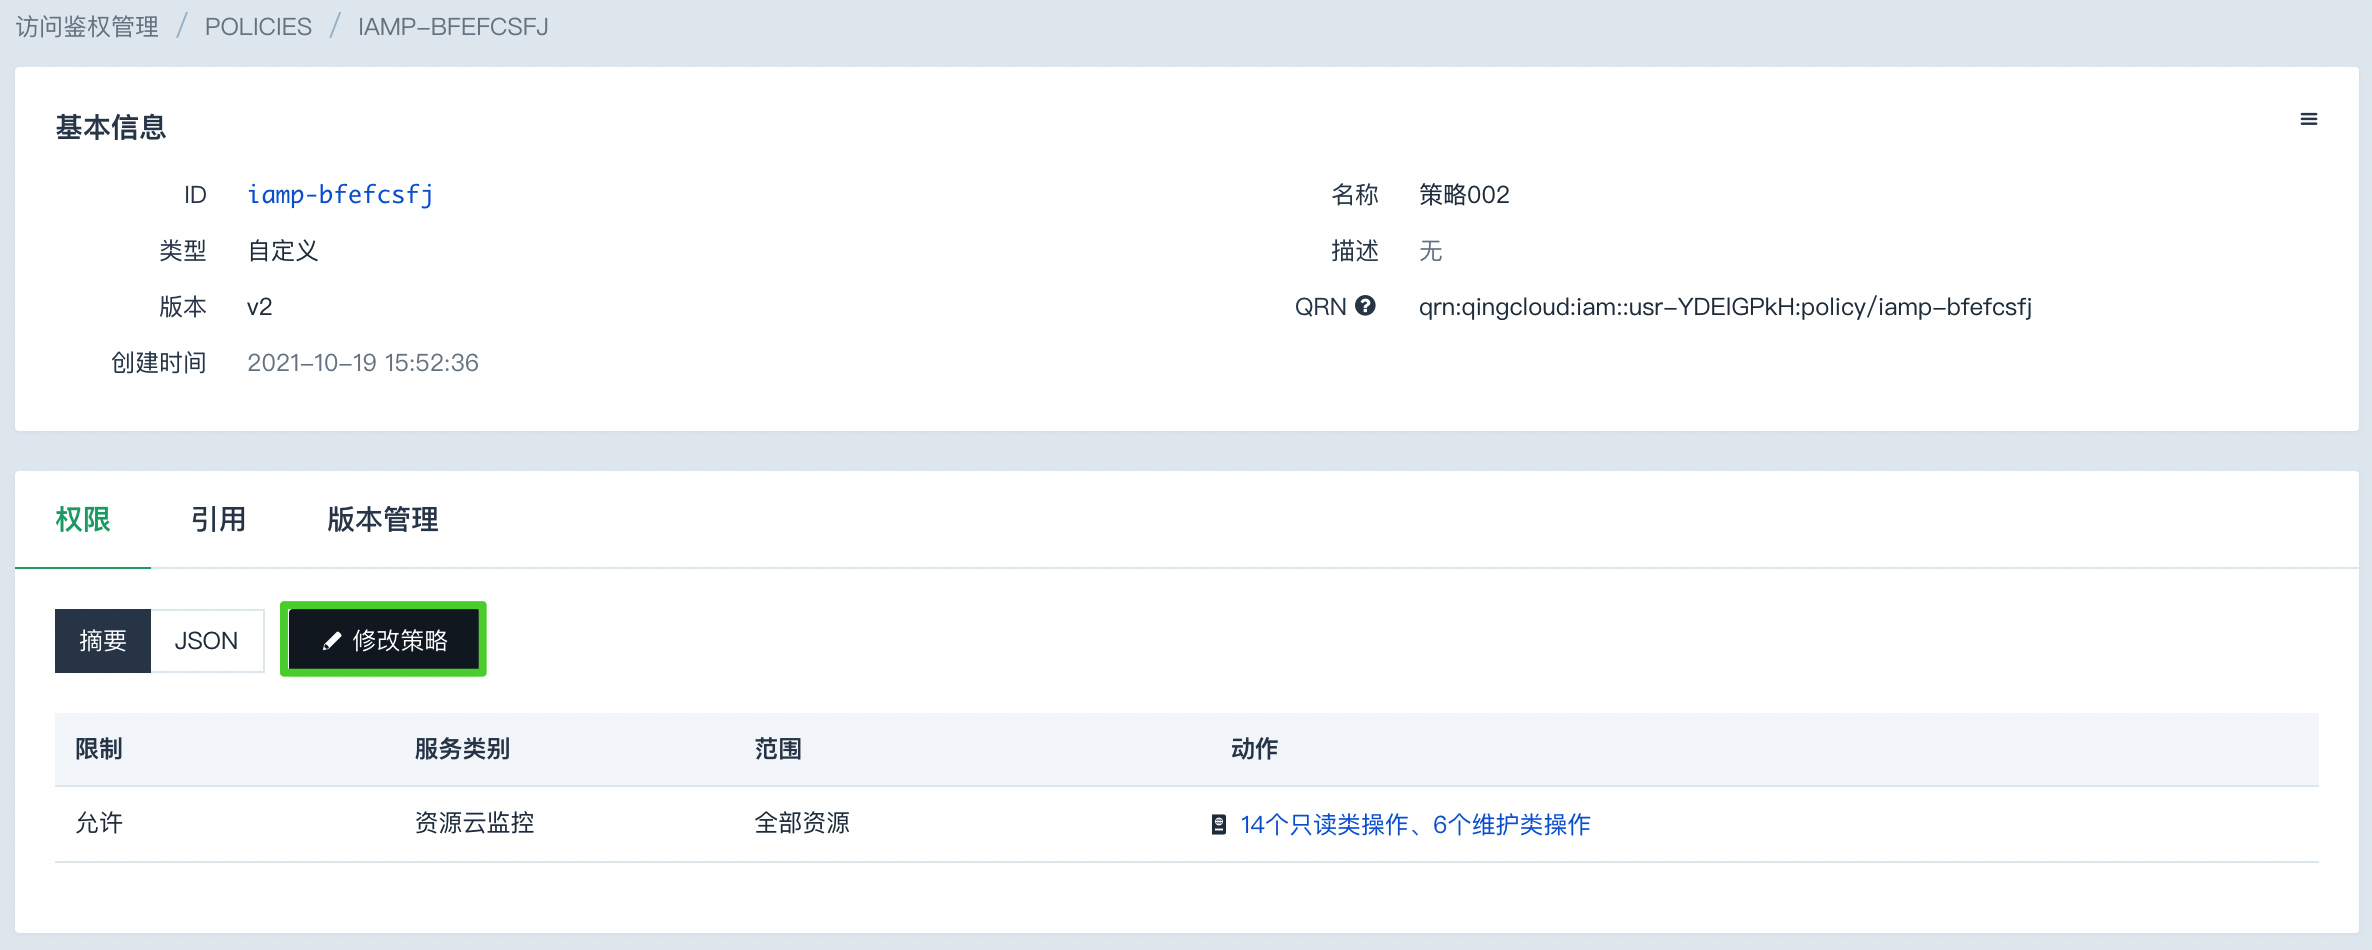 访问鉴权管理 / POLICIES / IAMP-BFEFCSFJ
基本信息
ID iamp-bfefcsfj
名称 策略002
类型 自定义
描述 无
版本 v2
QRN qrn:qingcloud:iam::usr-YDElGPkH:policy/iamp-bfefcsfj
创建时间 2021-10-19 15:52:36
权限 引用 版本管理
摘要 JSON 修改策略
限制 服务类别 范围 动作
允许 资源云监控 全部资源 14个只读类操作、6个维护类操作